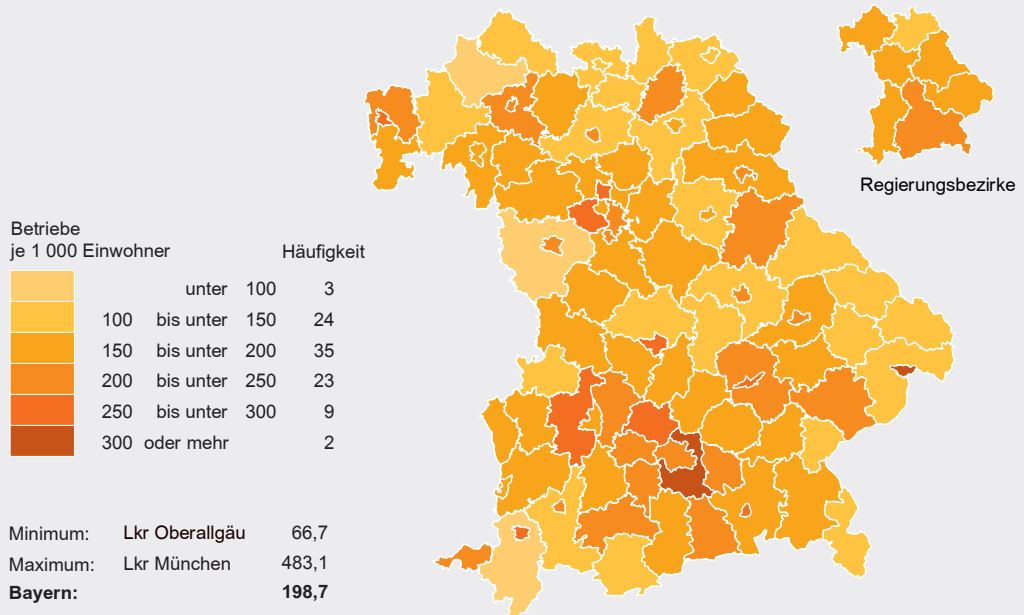 Regierungsbezirke
Betriebe
je 1 000 Einwohner Häufigkeit
unter 100 3
100 bis unter 150 24
150 bis unter 200 35
200 bis unter 250 23
250 bis unter 300 9
300 oder mehr 2
Minimum: Lkr Oberallgäu 66,7
Maximum: Lkr München 483,1
Bayern: 198,7